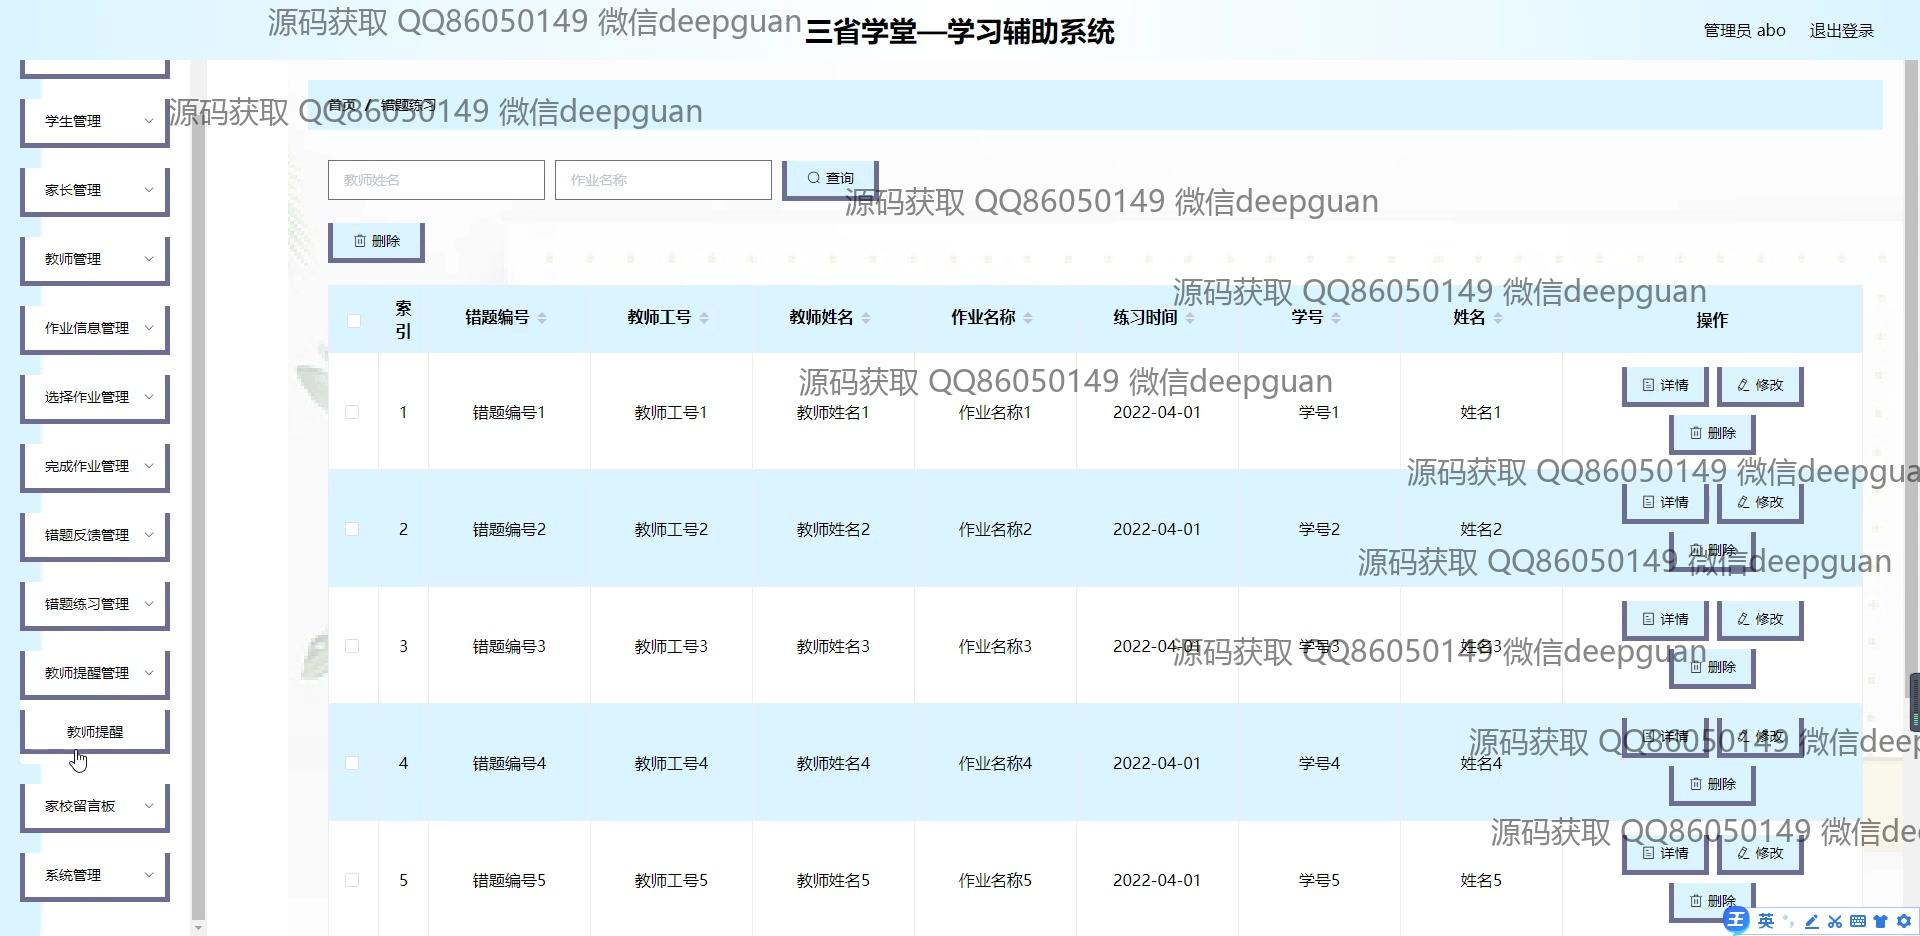 源码获取 QQ86050149 微信deepguan
三省学堂—学习辅助系统
管理员 abo
退出登录
学生管理
家长管理
教师管理
作业信息管理
选择作业管理
完成作业管理
错题反馈管理
错题练习管理
教师提醒管理
教师提醒
家校留言板
系统管理
源码获取 QQ86050149 微信deepguan
首页 / 错题练习
教师姓名
作业名称
查询
源码获取 QQ86050149 微信deepguan
删除
源码获取 QQ86050149 微信deepguan
索引 错题编号 教师工号 教师姓名 作业名称 练习时间 学号 姓名 操作
源码获取 QQ86050149 微信deepguan
1 错题编号1 教师工号1 教师姓名1 作业名称1 2022-04-01 学号1 姓名1 详情 修改
删除
源码获取 QQ86050149 微信deepgua
2 错题编号2 教师工号2 教师姓名2 作业名称2 2022-04-01 学号2 姓名2 详情 修改
删除
源码获取 QQ86050149 微信deepguan
3 错题编号3 教师工号3 教师姓名3 作业名称3 2022-04-01 学号3 姓名3 详情 修改
删除
源码获取 QQ86050149 微信deepguan
4 错题编号4 教师工号4 教师姓名4 作业名称4 2022-04-01 学号4 姓名4 详情 修改
删除
源码获取 QQ86050149 微信deep
5 错题编号5 教师工号5 教师姓名5 作业名称5 2022-04-01 学号5 姓名5 详情 修改
删除
源码获取 QQ86050149 微信de
王 英